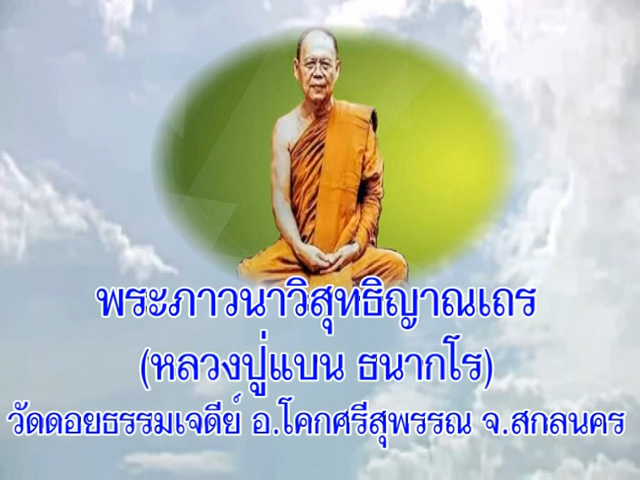 พระภาวนาวิสุทธิญาณเถร
(หลวงปู่แบน ธนากโร)
วัดดอยธรรมเจดีย์ อ.โคกศรีสุพรรณ จ.สกลนคร